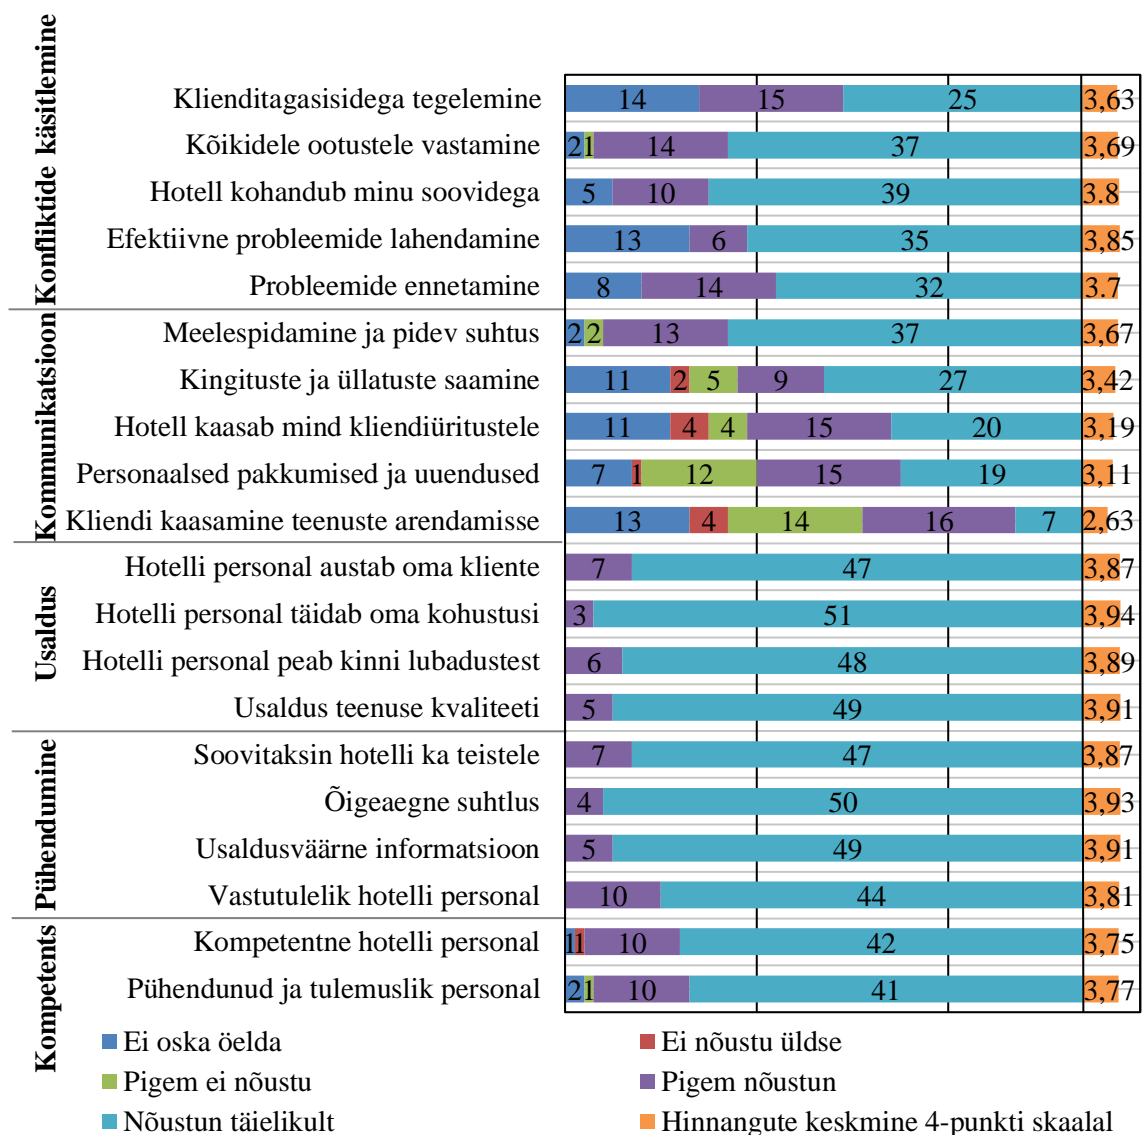 Konfliktide käsitlemine
Klienditagasisidega tegelemine 14 15 25 3,63
Kõikidele ootustele vastamine 2 1 14 37 3,69
Hotell kohandub minu soovidega 5 10 39 3.8
Efektiivne probleemide lahendamine 13 6 35 3,85
Probleemide ennetamine 8 14 32 3.7
Kommunikatsioon
Meelespidamine ja pidev suhtus 2 2 13 37 3,67
Kingituste ja üllatuste saamine 11 2 5 9 27 3,42
Hotell kaasab mind kliendiüritustele 11 4 4 15 20 3,19
Personaalsed pakkumised ja uuendused 7 1 12 15 19 3,11
Kliendi kaasamine teenuste arendamisse 13 4 14 16 7 2,63
Usaldus
Hotelli personal austab oma kliente 7 47 3,87
Hotelli personal täidab oma kohustusi 3 51 3,94
Hotelli personal peab kinni lubadustest 6 48 3,89
Usaldus teenuse kvaliteeti 5 49 3,91
Pühendumine
Soovitaksin hotelli ka teistele 7 47 3,87
Õigeaegne suhtlus 4 50 3,93
Usaldusväärne informatsioon 5 49 3,91
Vastutulelik hotelli personal 10 44 3,81
Kompetents
Kompetentne hotelli personal 1 1 10 42 3,75
Pühendunud ja tulemuslik personal 2 1 10 41 3,77
Ei oska öelda
Ei nõustu üldse
Pigem ei nõustu
Pigem nõustun
Nõustun täielikult
Hinnangute keskmine 4-punkti skaalal